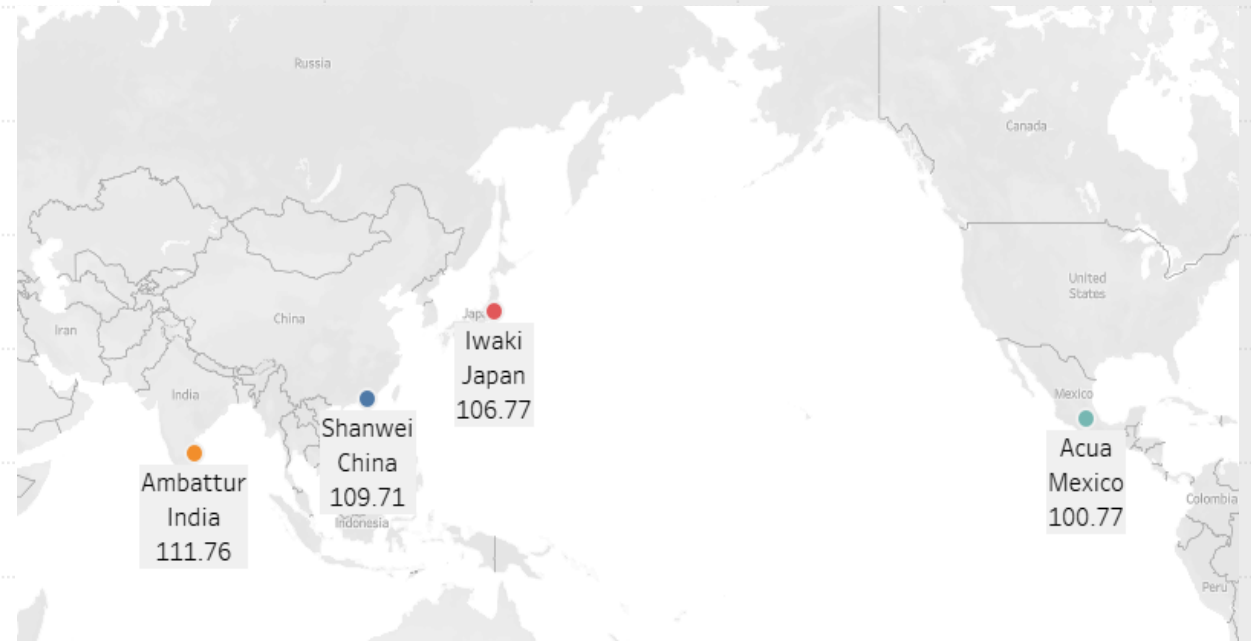 Russia
Canada
United
States
China
Iran
India
Japa
Mexico
Colombia
Indonesia
Peru
Iwaki
Japan
106.77
Shanwei
China
109.71
Acua
Mexico
100.77
Ambattur
India
111.76